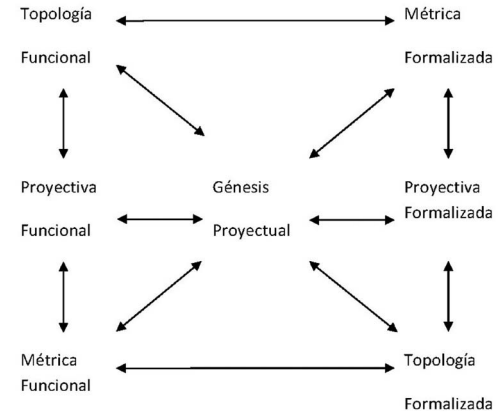 Topología
Funcional
Métrica
Formalizada
Proyectiva
Funcional
Génesis
Proyectual
Proyectiva
Formalizada
Métrica
Funcional
Topología
Formalizada